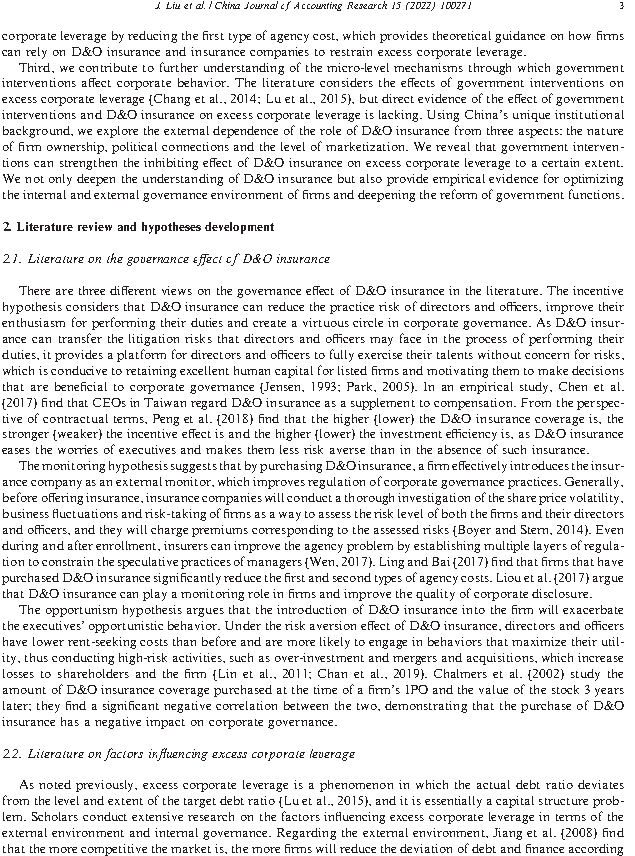 J. Liu et al. / China Journal of Accounting Research 15 (2022) 100271
3
corporate leverage by reducing the first type of agency cost, which provides theoretical guidance on how firms
can rely on D&O insurance and insurance companies to restrain excess corporate leverage.
Third, we contribute to further understanding of the micro-level mechanisms through which government
interventions affect corporate behavior. The literature considers the effects of government interventions on
excess corporate leverage (Chang et al., 2014; Lu et al., 2015), but direct evidence of the effect of government
interventions and D&O insurance on excess corporate leverage is lacking. Using China's unique institutional
background, we explore the external dependence of the role of D&O insurance from three aspects: the nature
of firm ownership, political connections and the level of marketization. We reveal that government interven-
tions can strengthen the inhibiting effect of D&O insurance on excess corporate leverage to a certain extent.
We not only deepen the understanding of D&O insurance but also provide empirical evidence for optimizing
the internal and external governance environment of firms and deepening the reform of government functions.
2. Literature review and hypotheses development
2.1. Literature on the governance effect of D&O insurance
There are three different views on the governance effect of D&O insurance in the literature. The incentive
hypothesis considers that D&O insurance can reduce the practice risk of directors and officers, improve their
enthusiasm for performing their duties and create a virtuous circle in corporate governance. As D&O insur-
ance can transfer the litigation risks that directors and officers may face in the process of performing their
duties, it provides a platform for directors and officers to fully exercise their talents without concern for risks,
which is conducive to retaining excellent human capital for listed firms and motivating them to make decisions
that are beneficial to corporate governance (Jensen, 1993; Park, 2005). In an empirical study, Chen et al.
(2017) find that CEOs in Taiwan regard D&O insurance as a supplement to compensation. From the perspec-
tive of contractual terms, Peng et al. (2018) find that the higher (lower) the D&O insurance coverage is, the
stronger (weaker) the incentive effect is and the higher (lower) the investment efficiency is, as D&O insurance
eases the worries of executives and makes them less risk averse than in the absence of such insurance.
The monitoring hypothesis suggests that by purchasing D&O insurance, a firm effectively introduces the insur-
ance company as an external monitor, which improves regulation of corporate governance practices. Generally,
before offering insurance, insurance companies will conduct a thorough investigation of the share price volatility,
business fluctuations and risk-taking of firms as a way to assess the risk level of both the firms and their directors
and officers, and they will charge premiums corresponding to the assessed risks (Boyer and Stern, 2014). Even
during and after enrollment, insurers can improve the agency problem by establishing multiple layers of regula-
tion to constrain the speculative practices of managers (Wen, 2017). Ling and Bai (2017) find that firms that have
purchased D&O insurance significantly reduce the first and second types of agency costs. Liou et al. (2017) argue
that D&O insurance can play a monitoring role in firms and improve the quality of corporate disclosure.
The opportunism hypothesis argues that the introduction of D&O insurance into the firm will exacerbate
the executives' opportunistic behavior. Under the risk aversion effect of D&O insurance, directors and officers
have lower rent-seeking costs than before and are more likely to engage in behaviors that maximize their util-
ity, thus conducting high-risk activities, such as over-investment and mergers and acquisitions, which increase
losses to shareholders and the firm (Lin et al., 2011; Chan et al., 2019). Chalmers et al. (2002) study the
amount of D&O insurance coverage purchased at the time of a firm's IPO and the value of the stock 3 years
later; they find a significant negative correlation between the two, demonstrating that the purchase of D&O
insurance has a negative impact on corporate governance.
2.2. Literature on factors influencing excess corporate leverage
As noted previously, excess corporate leverage is a phenomenon in which the actual debt ratio deviates
from the level and extent of the target debt ratio (Lu et al., 2015), and it is essentially a capital structure prob-
lem. Scholars conduct extensive research on the factors influencing excess corporate leverage in terms of the
external environment and internal governance. Regarding the external environment, Jiang et al. (2008) find
that the more competitive the market is, the more firms will reduce the deviation of debt and finance according